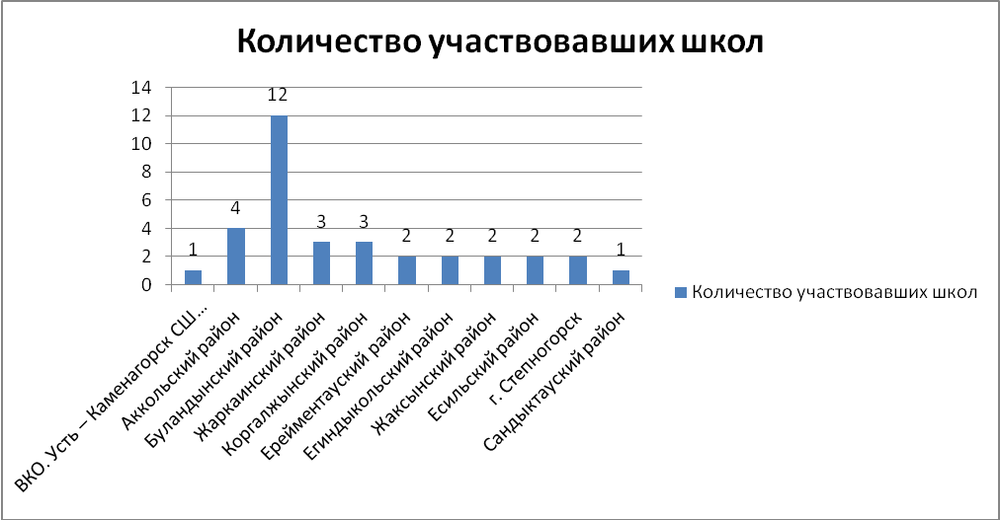 Количество участвовавших школ
14
12
10
8
6
4
2
0
1
4
12
3
3
2
2
2
2
2
1
ВКО. Усть – Каменагорск СШ...
Аккольский район
Буландынский район
Жаркаинский район
Коргалжынский район
Ерейментауский район
Егиндыкольский район
Жаксынский район
Есильский район
г. Степногорск
Сандыктауский район
Количество участвовавших школ